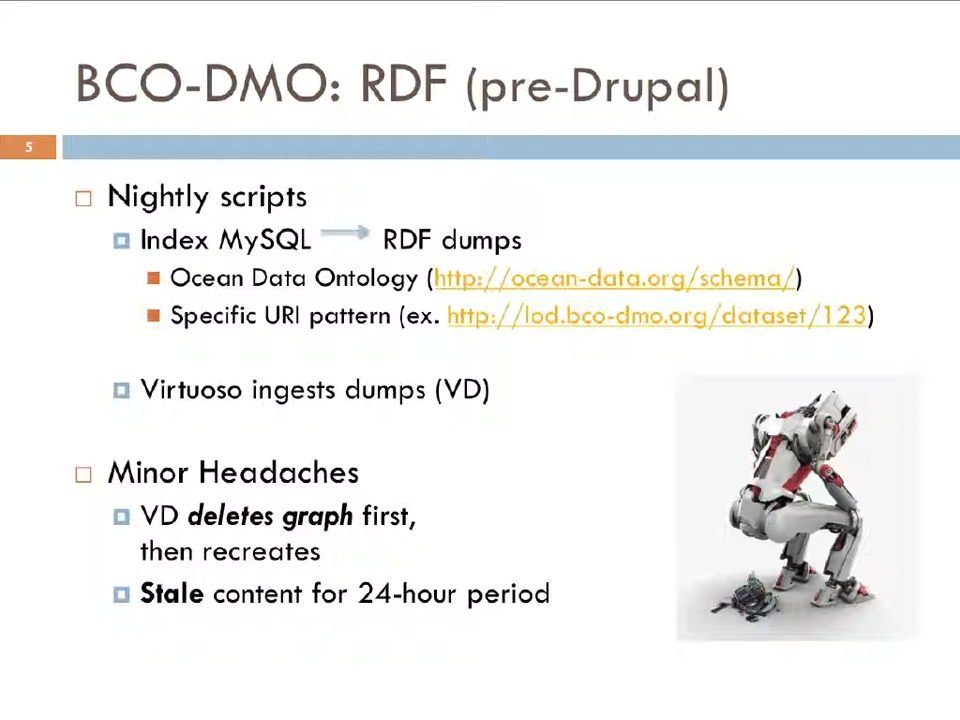 BCO-DMO: RDF (pre-Drupal)
5
Nightly scripts
Index MySQL RDF dumps
Ocean Data Ontology (http://ocean-data.org/schema/)
Specific URI pattern (ex. http://lod.bco-dmo.org/dataset/123)
Virtuoso ingests dumps (VD)
Minor Headaches
VD deletes graph first,
then recreates
Stale content for 24-hour period